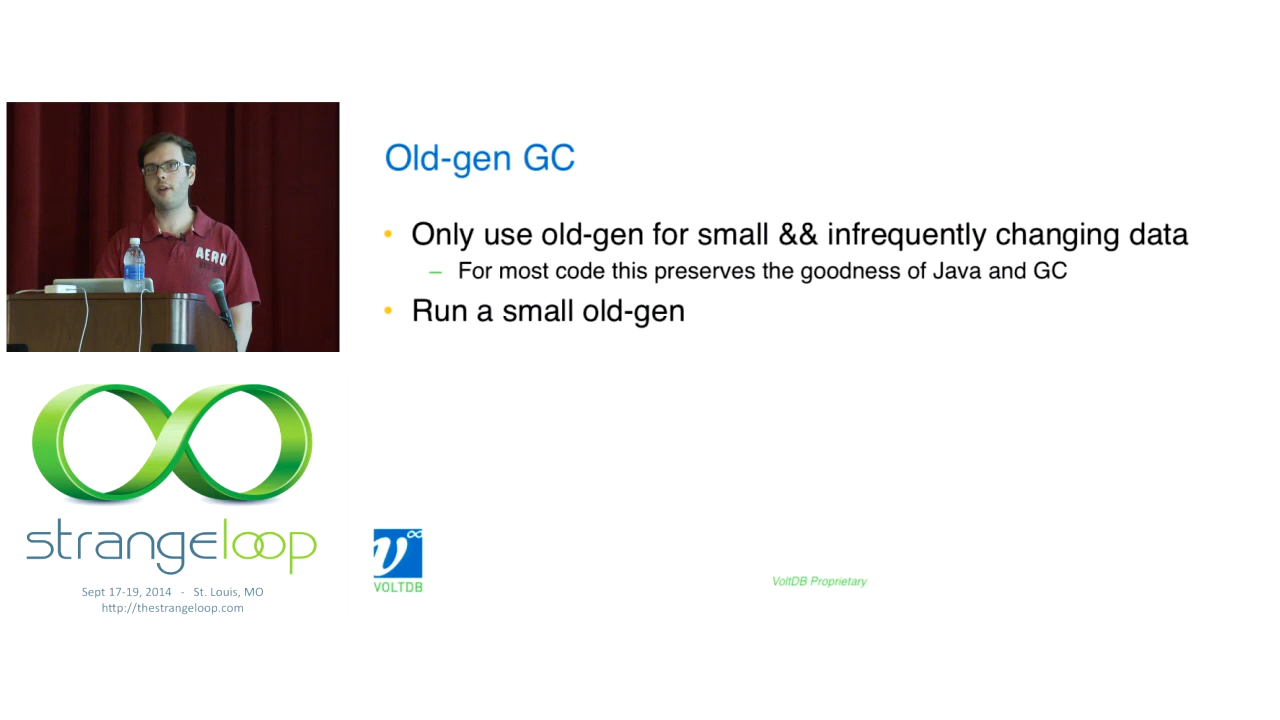 Old-gen GC
• Only use old-gen for small && infrequently changing data
– For most code this preserves the goodness of Java and GC
• Run a small old-gen
AERO
strangeloop
Sept 17-19, 2014 - St. Louis, MO
http://thestrangeloop.com
VOLTDB
VoltDB Proprietary